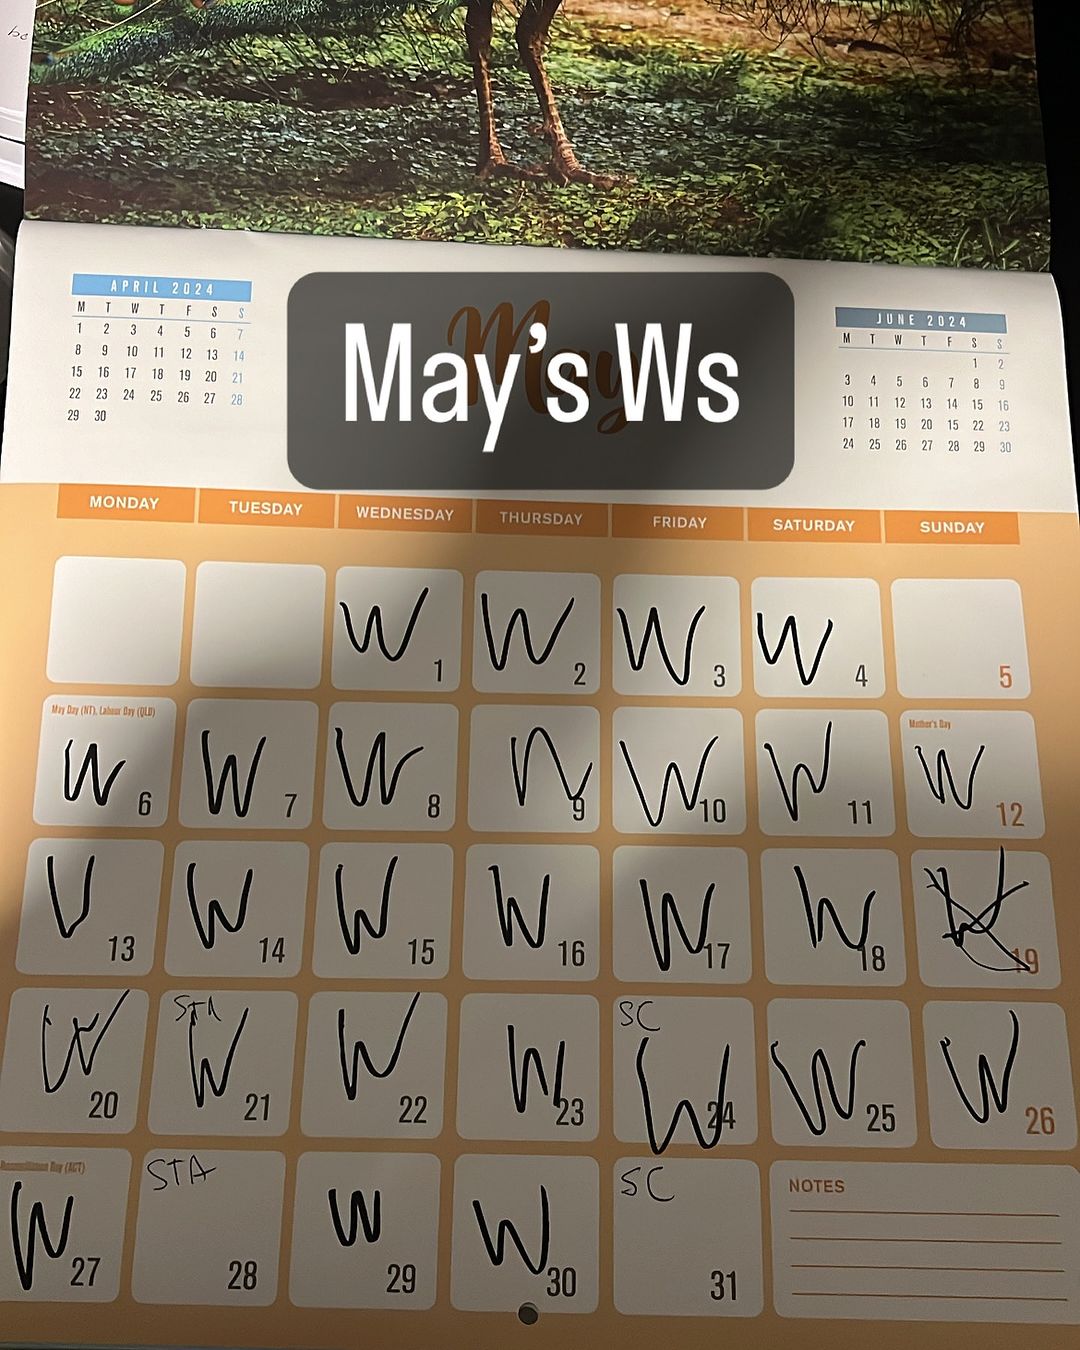 be
APRIL 2024
M T W T F S S
1 2 3 4 5 6 7
8 9 10 11 12 13 14
15 16 17 18 19 20 21
22 23 24 25 26 27 28
29 30
May
May's Ws
JUNE 2024
M T W T F S S
1 2
3 4 5 6 7 8 9
10 11 12 13 14 15 16
17 18 19 20 15 22 23
24 25 26 27 28 29 30
MONDAY TUESDAY WEDNESDAY THURSDAY FRIDAY SATURDAY SUNDAY
W W W W
1 2 3 4 5
May Day (NT), Labour Day (QLD) Mother's Day
W W W W W W
6 7 8 9 10 11 12
W W W W W
13 14 15 16 17 18 19
STA SC
W W W W W W W
20 21 22 23 24 25 26
Reconciliation Day (ACT) STA SC
W W W
27 28 29 30 31
NOTES